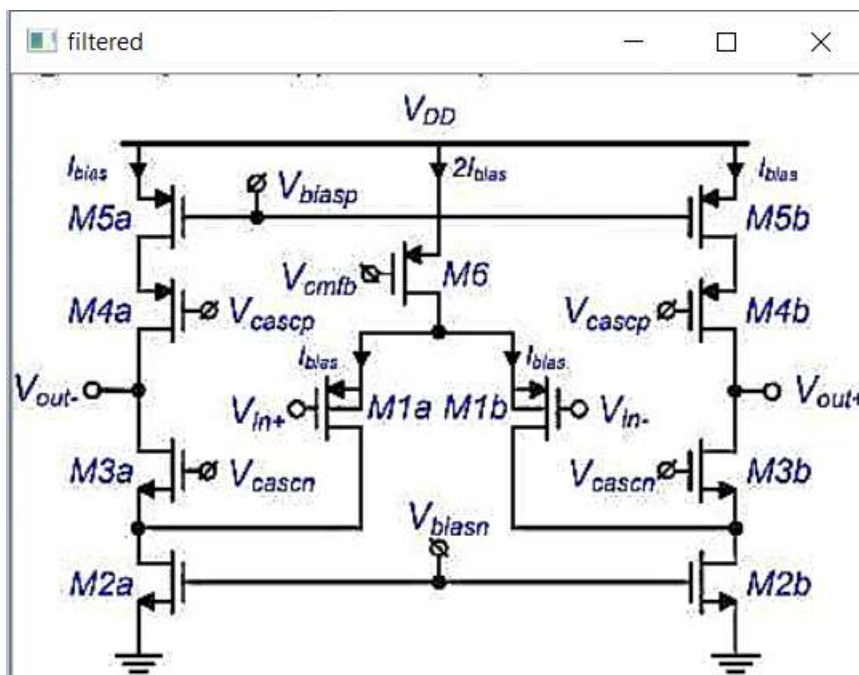 filtered
VDD
Ibias 2Ibias Ibias
Vbiasp
M5a M5b
Vcmfb M6
M4a Vcascp Vcascp M4b
Ibias Ibias
Vout- Vin+ M1a M1b Vin- Vout+
M3a Vcascn Vcascn M3b
Vbiasn
M2a M2b